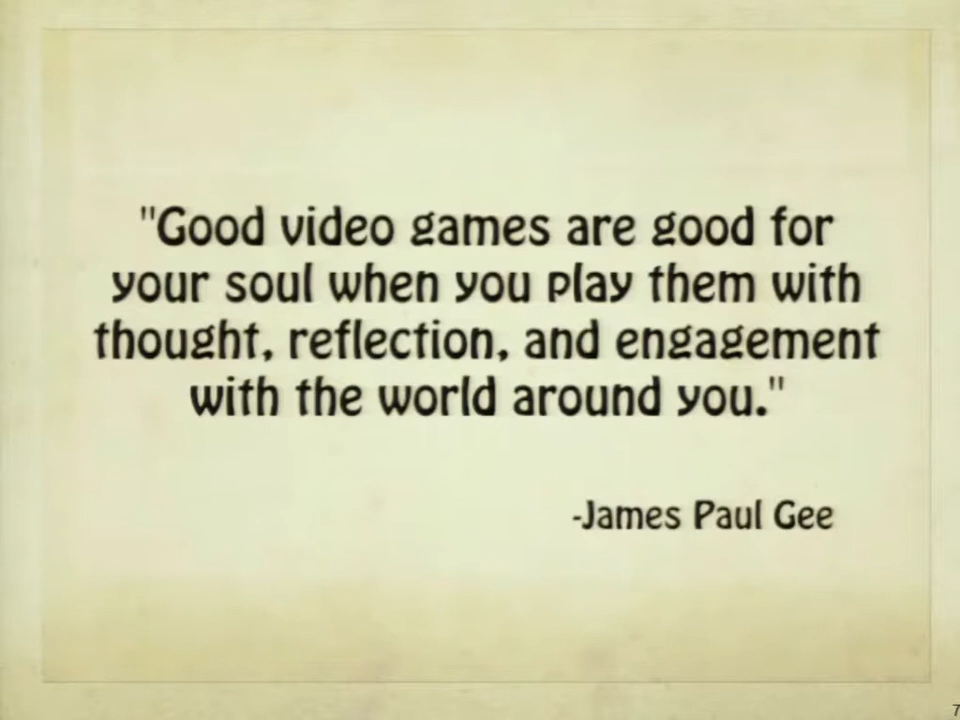 "Good video games are good for
your soul when you play them with
thought, reflection, and engagement
with the world around you."
-James Paul Gee
7